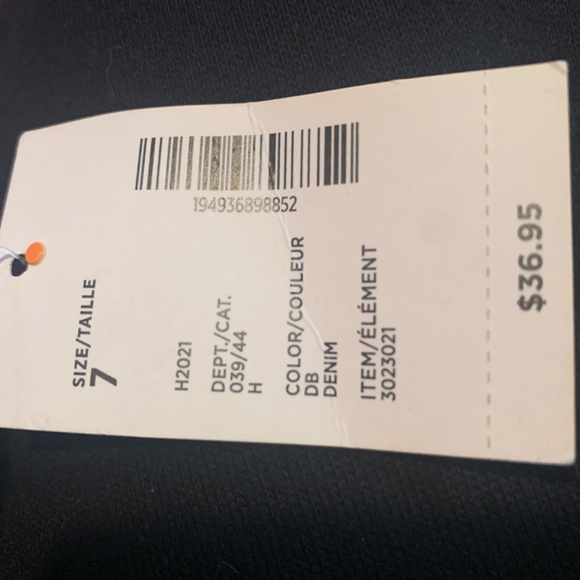 194936898852
SIZE/TAILLE
7
H2021
DEPT./CAT.
039/44
H
COLOR/COULEUR
DB
DENIM
ITEM/ÉLÉMENT
3023021
$36.95